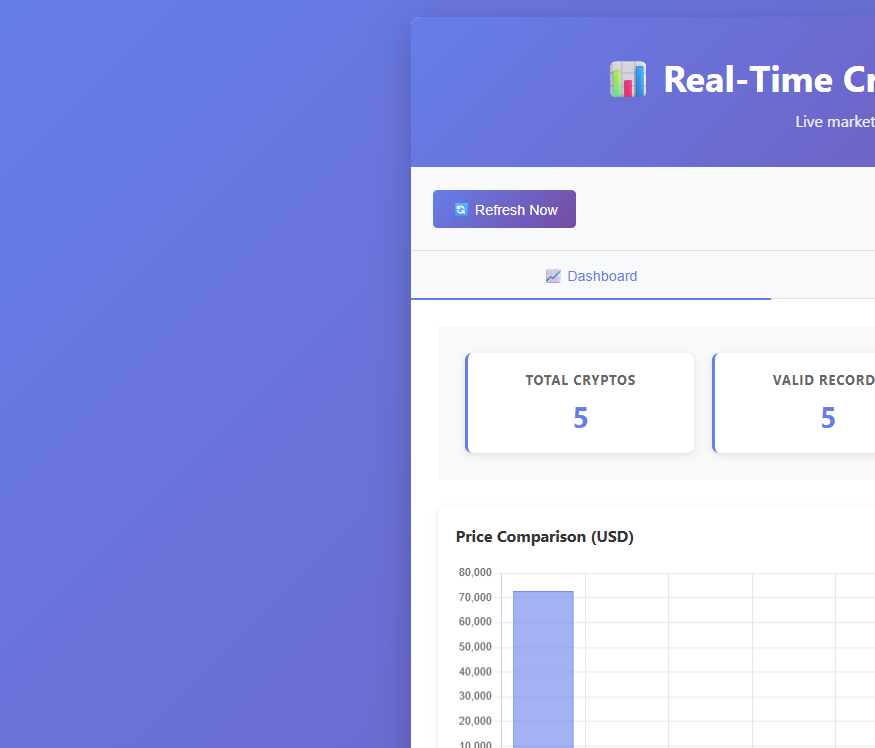 Real-Time Cr
Live market
Refresh Now
Dashboard
TOTAL CRYPTOS
5
VALID RECORD
5
Price Comparison (USD)
80,000
70,000
60,000
50,000
40,000
30,000
20,000
10,000